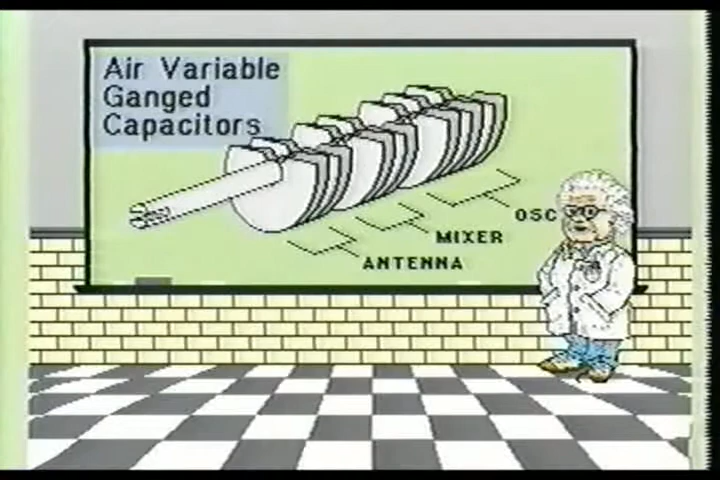 Air Variable
Ganged
Capacitors
OSC
MIXER
ANTENNA